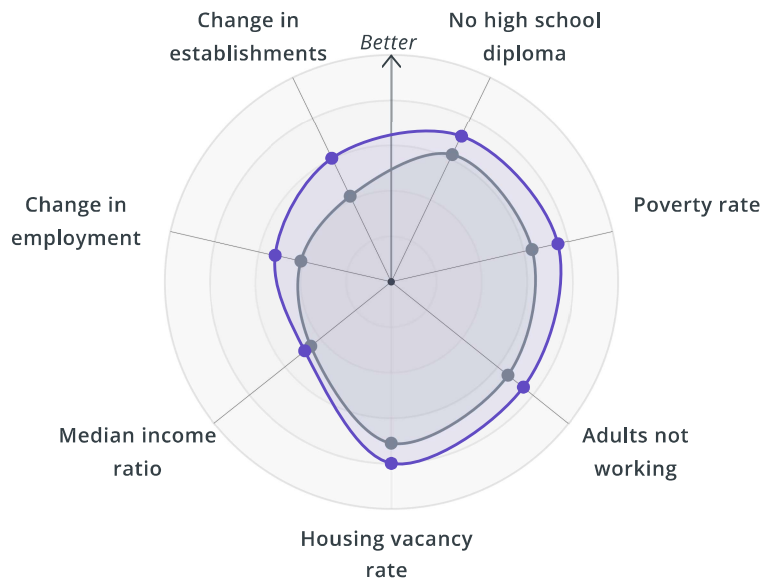 Change in
establishments
Better
No high school
diploma
Poverty rate
Change in
employment
Median income
ratio
Adults not
working
Housing vacancy
rate